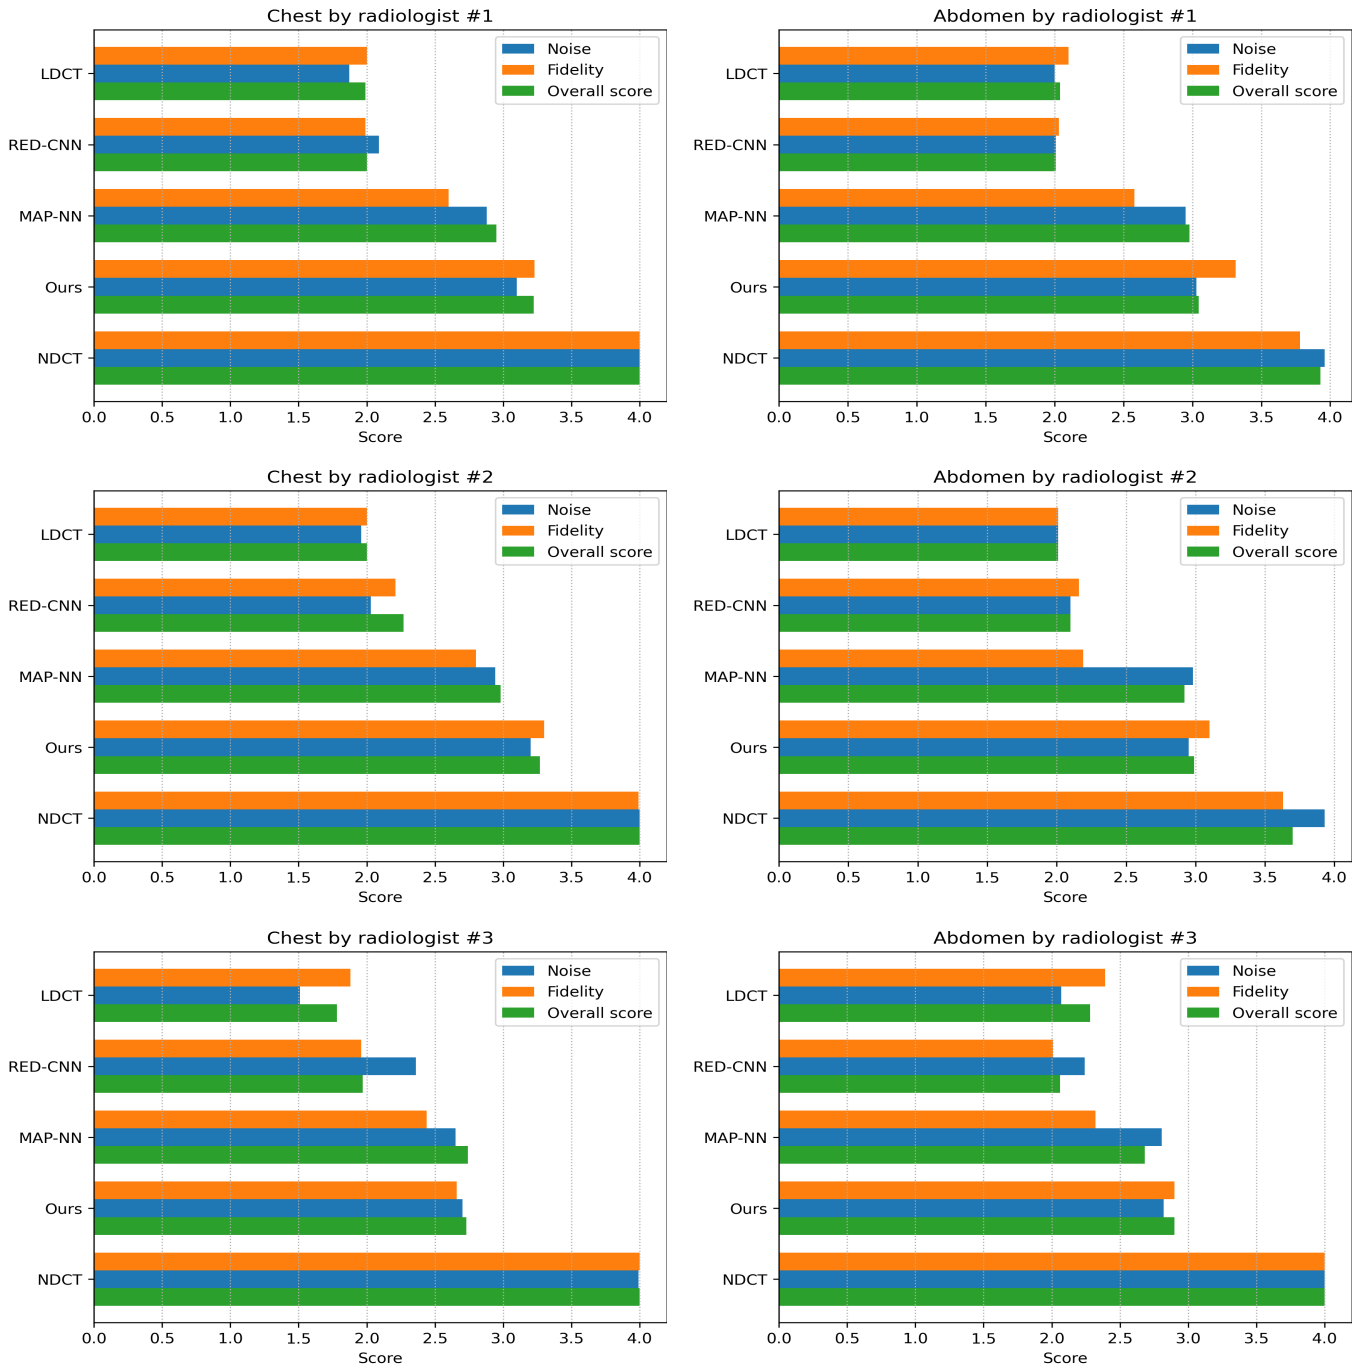 Chest by radiologist #1
Noise
Fidelity
Overall score
LDCT
RED-CNN
MAP-NN
Ours
NDCT
0.0 0.5 1.0 1.5 2.0 2.5 3.0 3.5 4.0
Score
Abdomen by radiologist #1
Noise
Fidelity
Overall score
LDCT
RED-CNN
MAP-NN
Ours
NDCT
0.0 0.5 1.0 1.5 2.0 2.5 3.0 3.5 4.0
Score
Chest by radiologist #2
Noise
Fidelity
Overall score
LDCT
RED-CNN
MAP-NN
Ours
NDCT
0.0 0.5 1.0 1.5 2.0 2.5 3.0 3.5 4.0
Score
Abdomen by radiologist #2
Noise
Fidelity
Overall score
LDCT
RED-CNN
MAP-NN
Ours
NDCT
0.0 0.5 1.0 1.5 2.0 2.5 3.0 3.5 4.0
Score
Chest by radiologist #3
Noise
Fidelity
Overall score
LDCT
RED-CNN
MAP-NN
Ours
NDCT
0.0 0.5 1.0 1.5 2.0 2.5 3.0 3.5 4.0
Score
Abdomen by radiologist #3
Noise
Fidelity
Overall score
LDCT
RED-CNN
MAP-NN
Ours
NDCT
0.0 0.5 1.0 1.5 2.0 2.5 3.0 3.5 4.0
Score